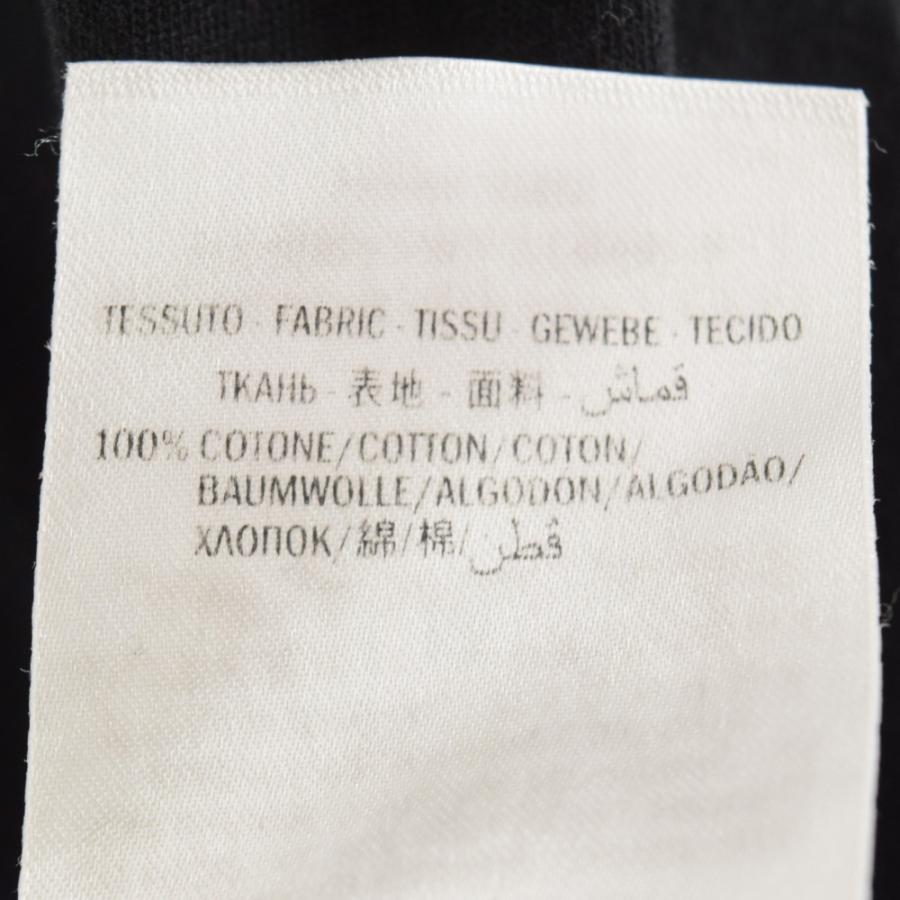 TESSUTO - FABRIC - TISSU - GEWEBE - TECIDO
ТКАНЬ - 表地 - 面料 - قماش
100% COTONE/COTTON/COTON/
BAUMWOLLE/ALGODON/ALGODÃO/
ХЛОПОК/綿/棉/قطن